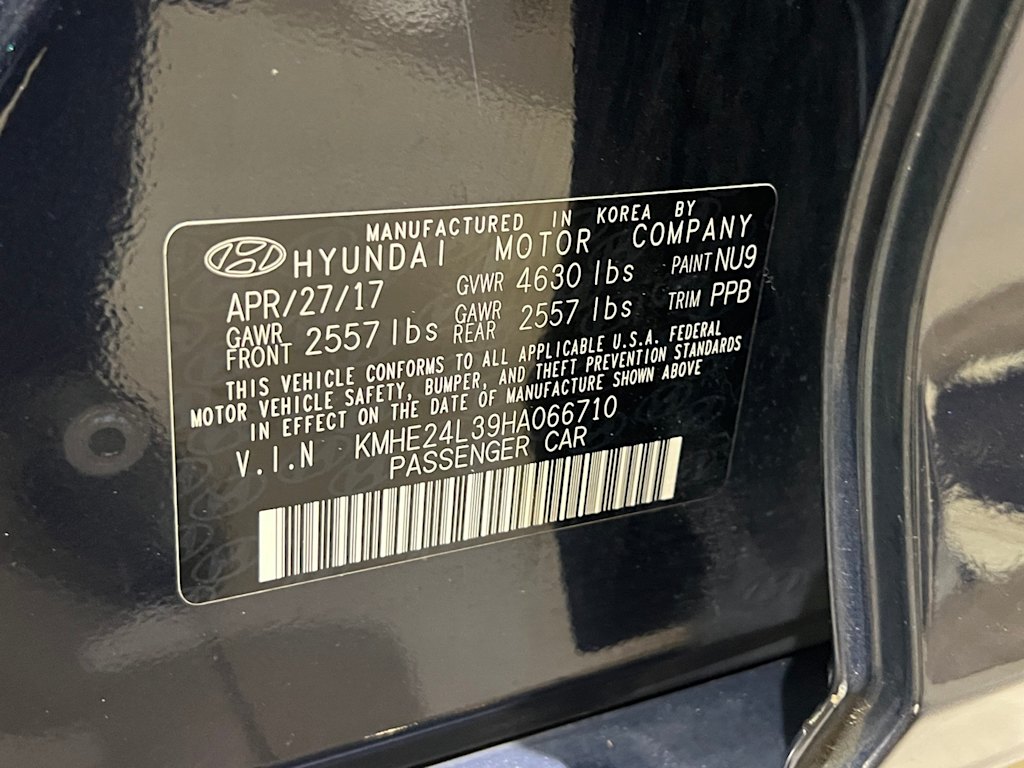 MANUFACTURED IN KOREA BY
HYUNDAI MOTOR COMPANY
APR/27/17 GVWR 4630 lbs PAINT NU9
GAWR FRONT 2557 lbs GAWR REAR 2557 lbs TRIM PPB
THIS VEHICLE CONFORMS TO ALL APPLICABLE U.S.A. FEDERAL
MOTOR VEHICLE SAFETY, BUMPER, AND THEFT PREVENTION STANDARDS
IN EFFECT ON THE DATE OF MANUFACTURE SHOWN ABOVE
V.I.N KMHE24L39HA066710
PASSENGER CAR